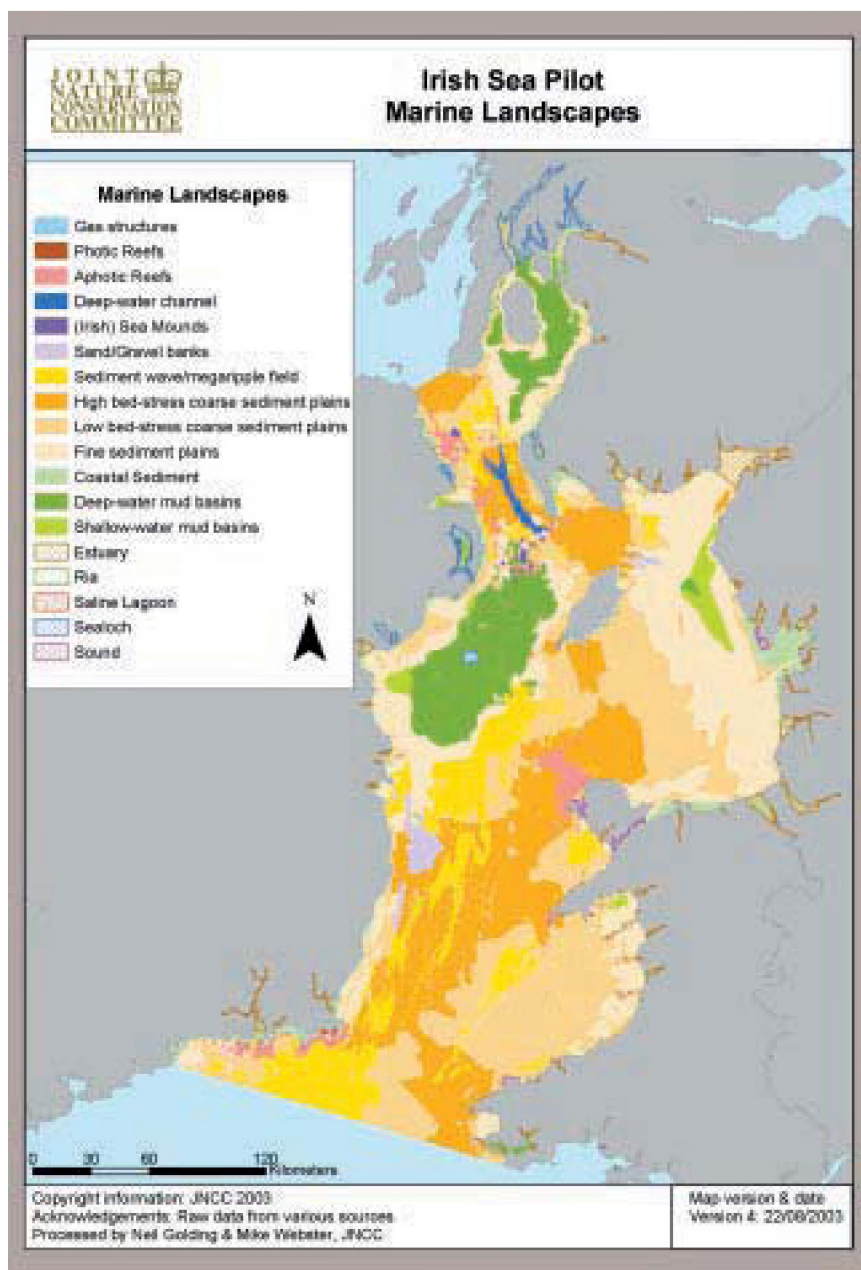 JOINT
NATURE
CONSERVATION
COMMITTEE
Irish Sea Pilot
Marine Landscapes
Marine Landscapes
Gas structures
Photic Reefs
Aphotic Reefs
Deep-water channel
(Irish) Sea Mounds
Sand/Gravel banks
Sediment wave/megaripple field
High bed-stress coarse sediment plains
Low bed-stress coarse sediment plains
Fine sediment plains
Coastal Sediment
Deep-water mud basins
Shallow-water mud basins
Estuary
Ria
Saline Lagoon
Sealoch
Sound
N
0 30 60 120
Kilometers
Copyright information: JNCC 2003
Acknowledgements: Raw data from various sources
Processed by Neil Golding & Mike Webster, JNCC
Map version & date
Version 4: 22/08/2003